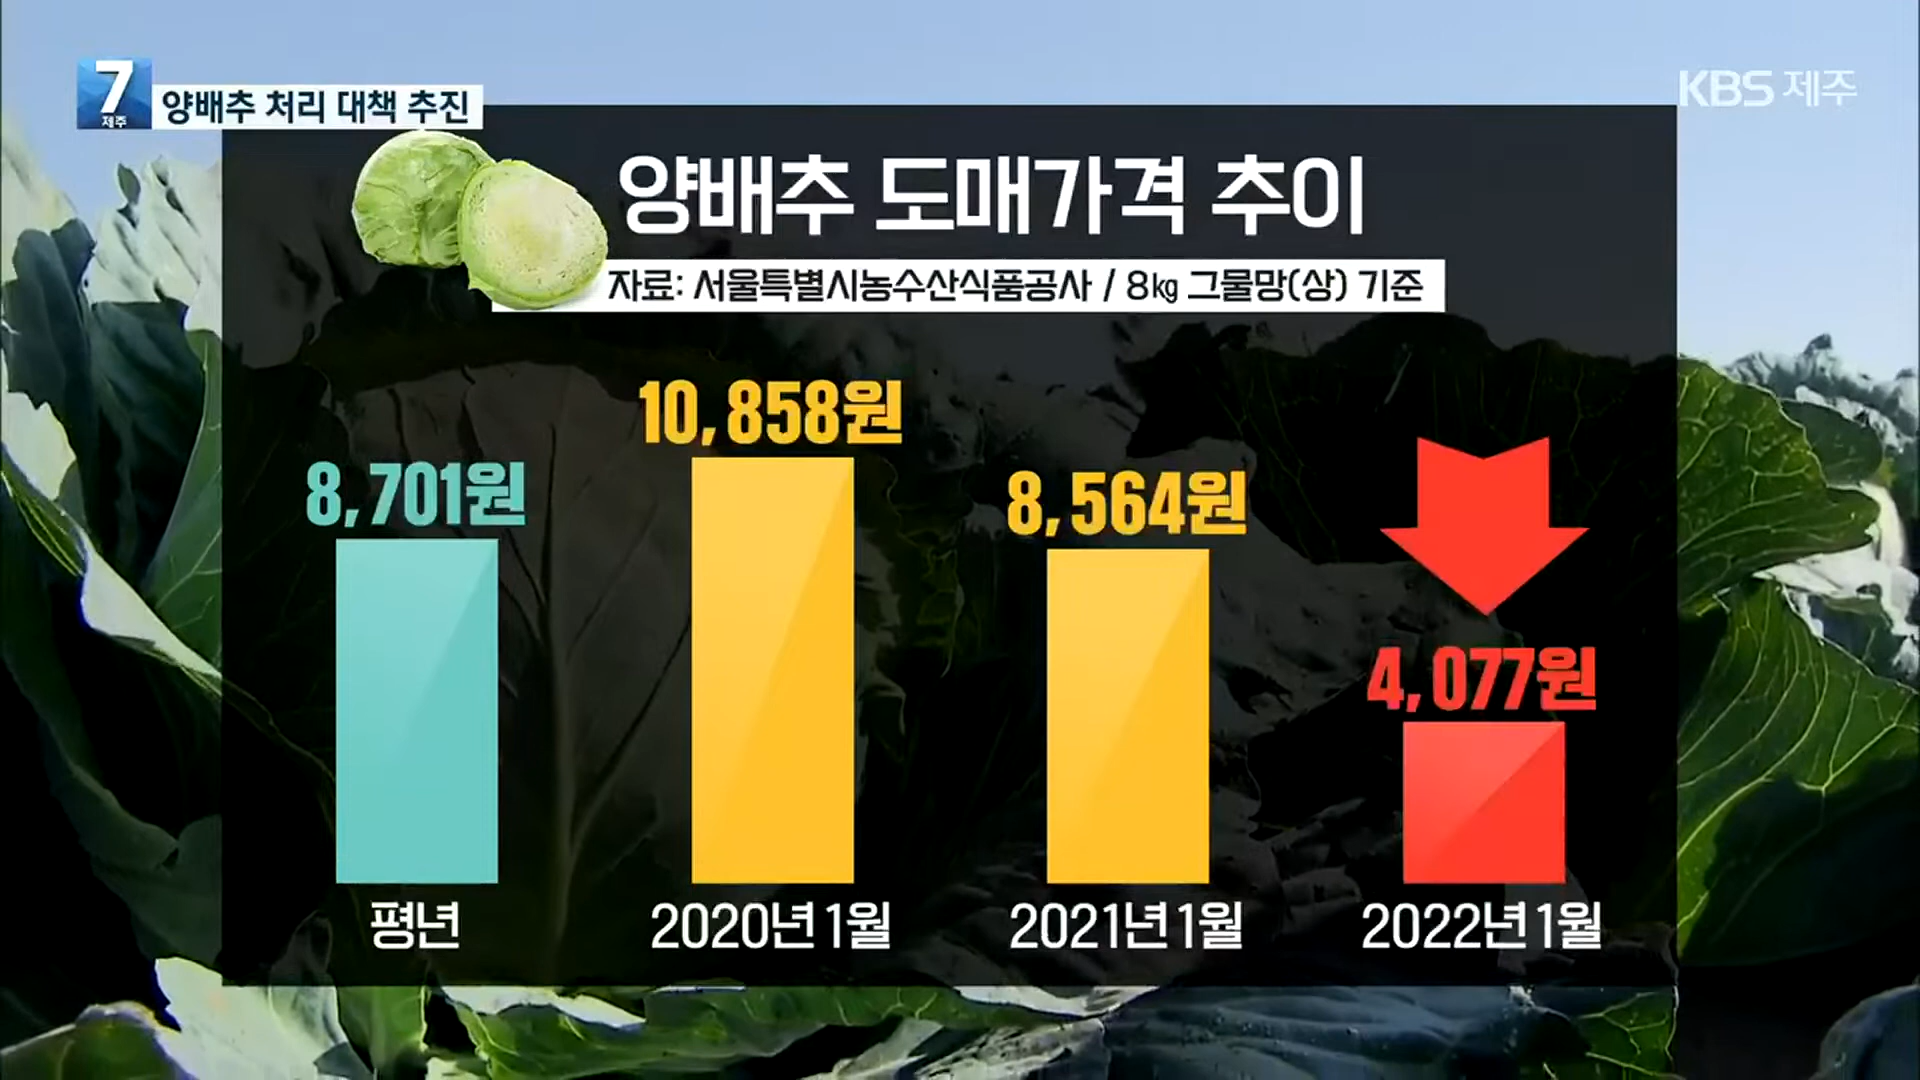 7
제주
양배추 처리 대책 추진
KBS 제주
양배추 도매가격 추이
자료: 서울특별시농수산식품공사 / 8㎏ 그물망(상) 기준
8,701원
10,858원
8,564원
4,077원
평년
2020년 1월
2021년 1월
2022년 1월